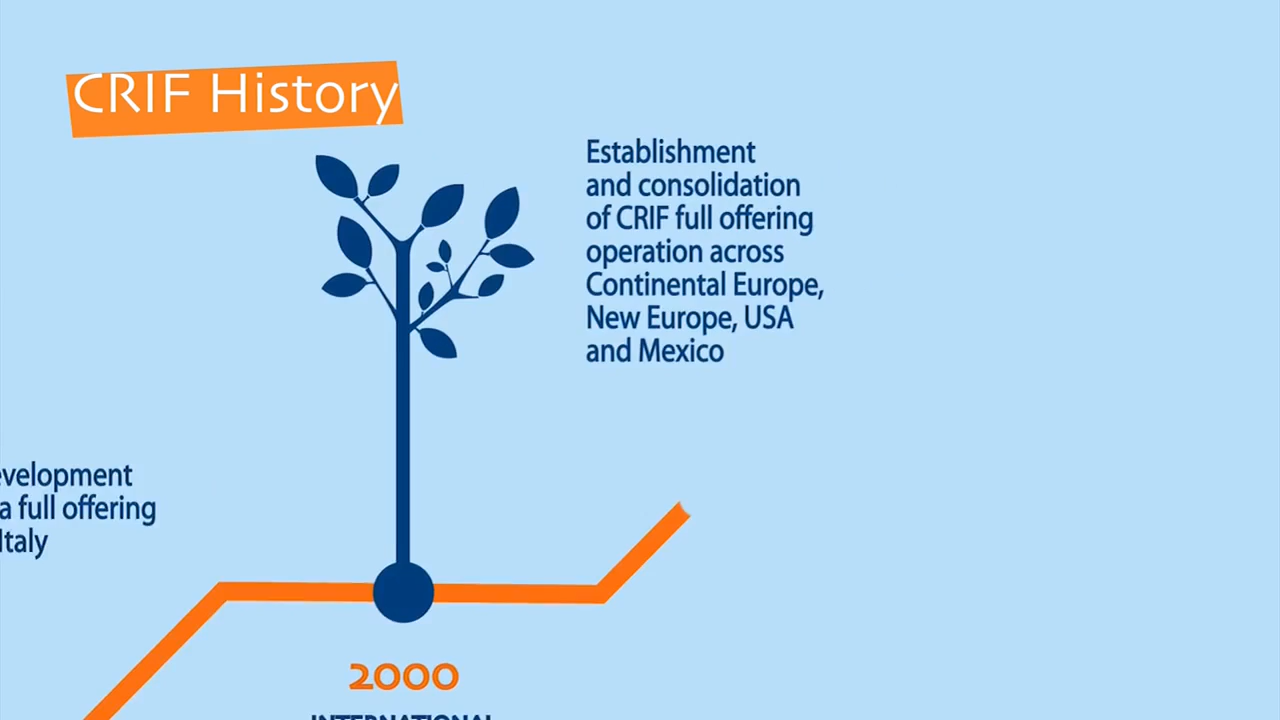 CRIF History
Establishment
and consolidation
of CRIF full offering
operation across
Continental Europe,
New Europe, USA
and Mexico
evelopment
a full offering
Italy
2000
INTERNATIONAL